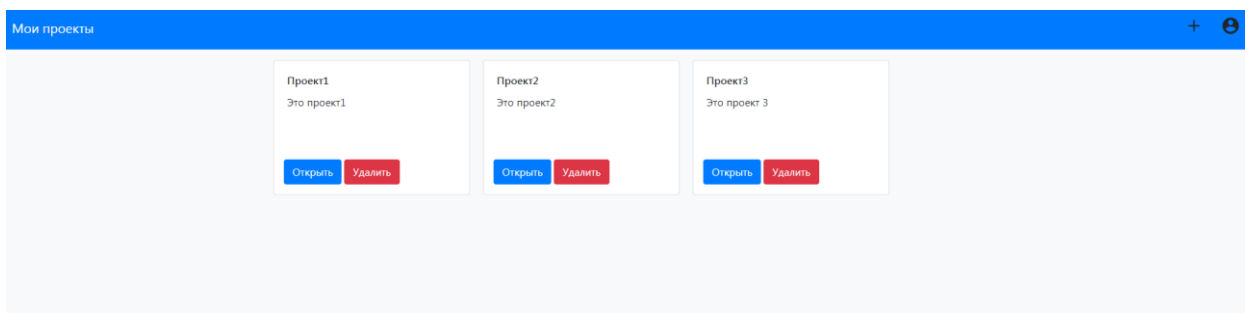 Мои проекты
Проект1
Это проект1
Открыть Удалить
Проект2
Это проект2
Открыть Удалить
Проект3
Это проект 3
Открыть Удалить